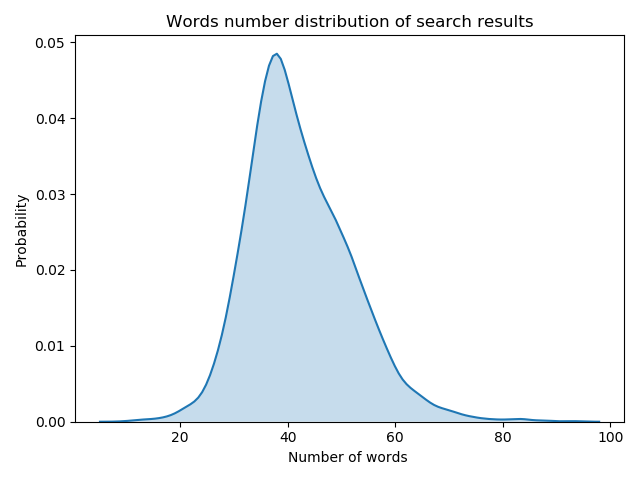 Words number distribution of search results
0.05
0.04
0.03
0.02
0.01
0.00
Probability
20 40 60 80 100
Number of words